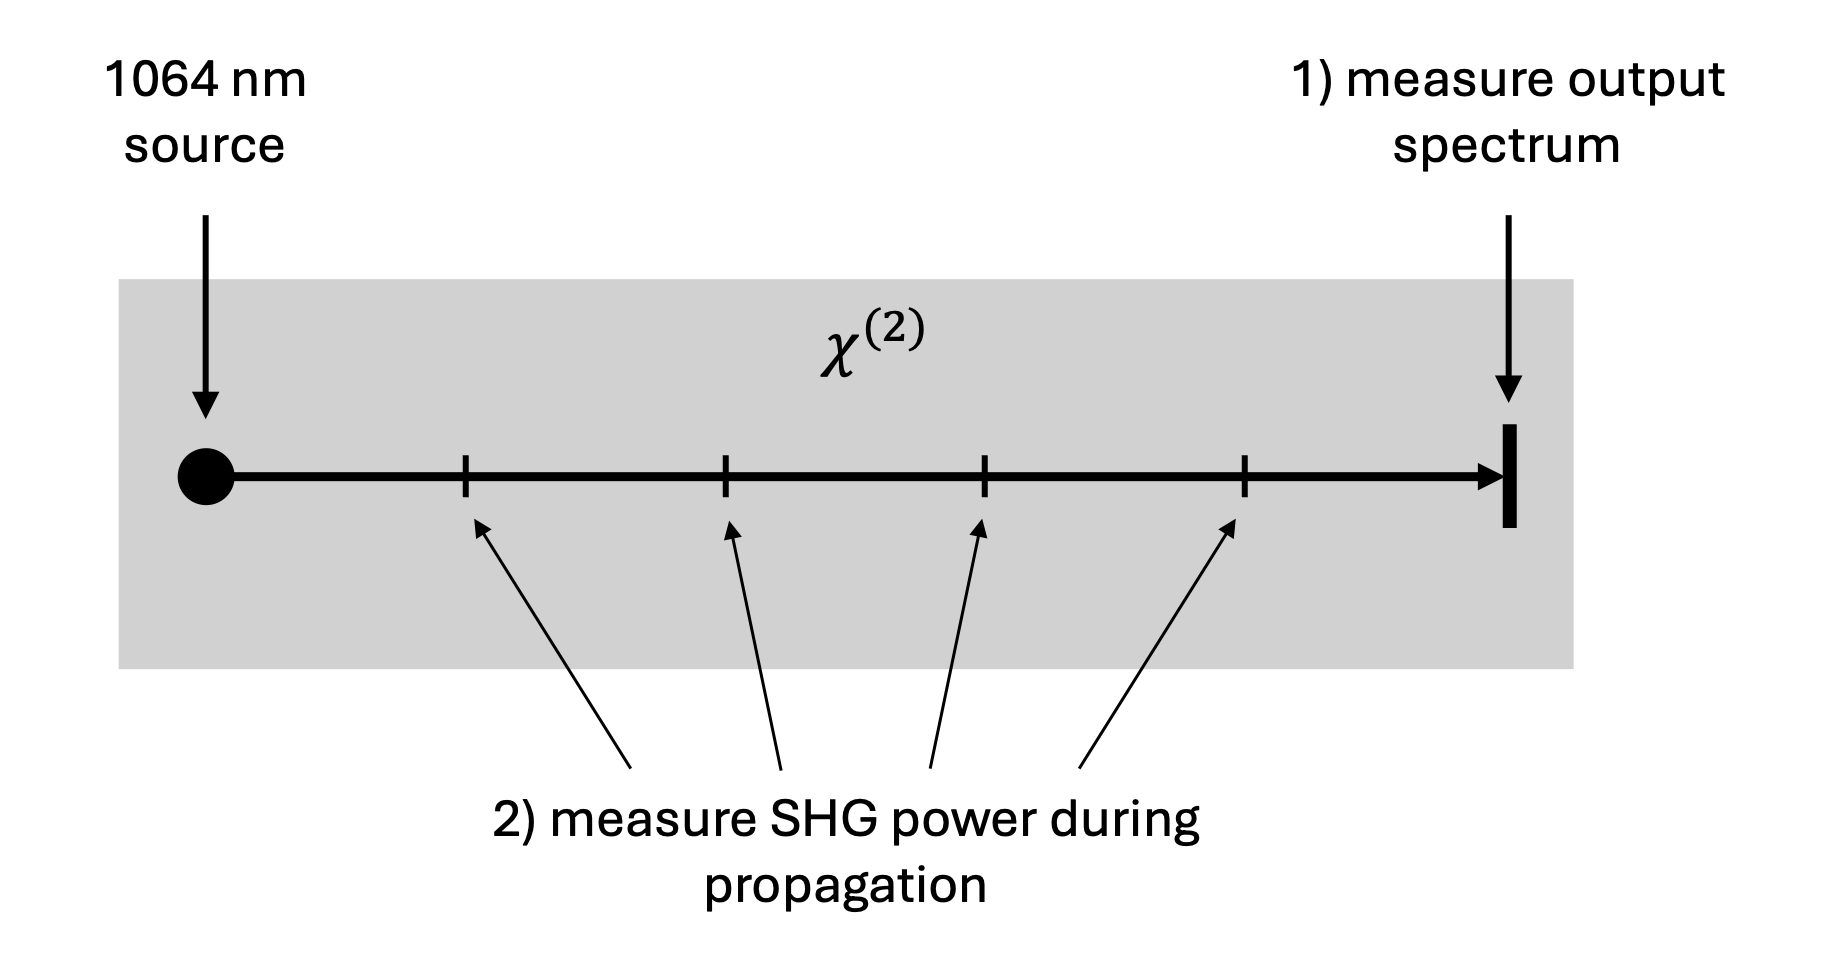 1064 nm
source
1) measure output
spectrum
χ⁽²⁾
2) measure SHG power during
propagation